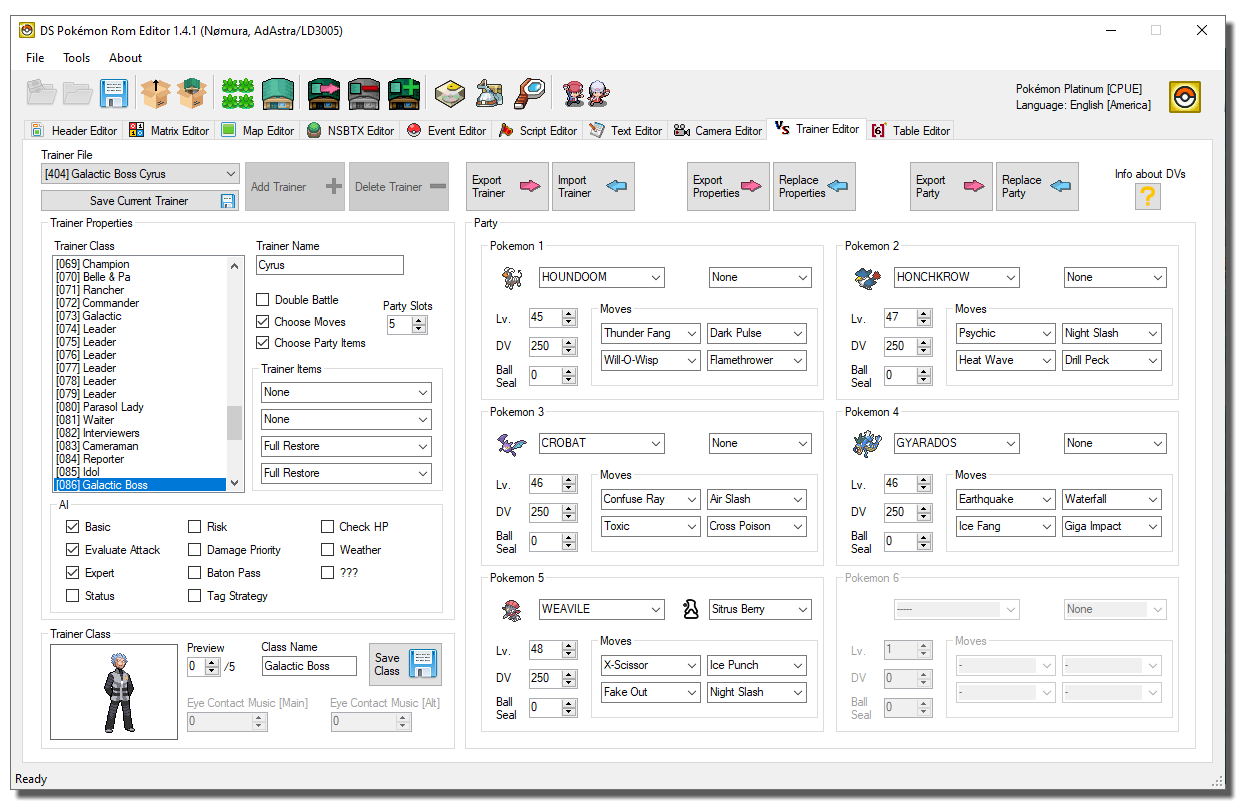 DS Pokémon Rom Editor 1.4.1 (Nømura, AdAstra/LD3005)
File Tools About
Pokémon Platinum [CPUE]
Language: English [America]
Header Editor Matrix Editor Map Editor NSBTX Editor Event Editor Script Editor Text Editor Camera Editor VS Trainer Editor [6] Table Editor
Trainer File
[404] Galactic Boss Cyrus
Save Current Trainer
Add Trainer
Delete Trainer
Export Trainer
Import Trainer
Export Properties
Replace Properties
Export Party
Replace Party
Info about DVs
?
Trainer Properties
Trainer Class
[069] Champion
[070] Belle & Pa
[071] Rancher
[072] Commander
[073] Galactic
[074] Leader
[075] Leader
[076] Leader
[077] Leader
[078] Leader
[079] Leader
[080] Parasol Lady
[081] Waiter
[082] Interviewers
[083] Cameraman
[084] Reporter
[085] Idol
[086] Galactic Boss
Trainer Name
Cyrus
Double Battle
Choose Moves
Choose Party Items
Party Slots
5
Trainer Items
None
None
Full Restore
Full Restore
AI
Basic Risk Check HP
Evaluate Attack Damage Priority Weather
Expert Baton Pass ???
Status Tag Strategy
Trainer Class
Preview
0 /5
Class Name
Galactic Boss
Save Class
Eye Contact Music [Main]
0
Eye Contact Music [Alt]
0
Party
Pokemon 1
HOUNDOOM None
Lv. 45
DV 250
Ball Seal 0
Moves
Thunder Fang Dark Pulse
Will-O-Wisp Flamethrower
Pokemon 2
HONCHKROW None
Lv. 47
DV 250
Ball Seal 0
Moves
Psychic Night Slash
Heat Wave Drill Peck
Pokemon 3
CROBAT None
Lv. 46
DV 250
Ball Seal 0
Moves
Confuse Ray Air Slash
Toxic Cross Poison
Pokemon 4
GYARADOS None
Lv. 46
DV 250
Ball Seal 0
Moves
Earthquake Waterfall
Ice Fang Giga Impact
Pokemon 5
WEAVILE Sitrus Berry
Lv. 48
DV 250
Ball Seal 0
Moves
X-Scissor Ice Punch
Fake Out Night Slash
Pokemon 6
----- None
Lv. 1
DV 0
Ball Seal 0
Moves
- -
- -
Ready